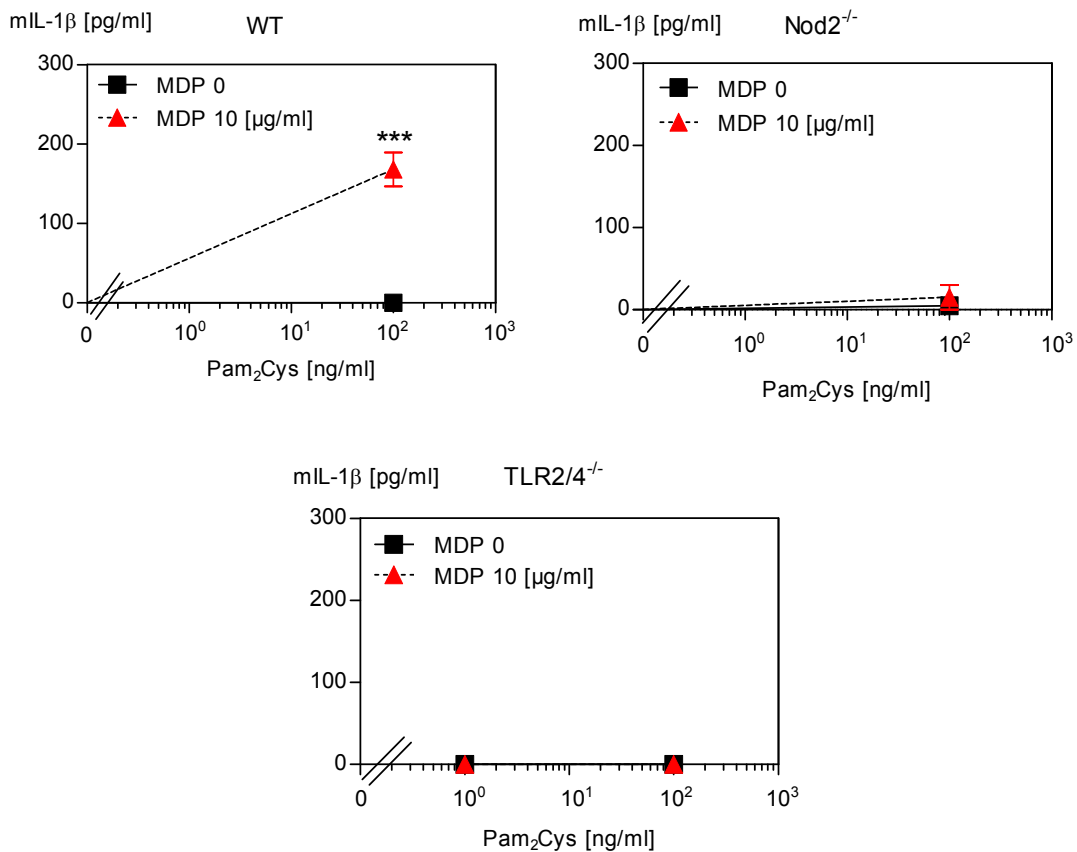 mIL-1β [pg/ml] WT
300
200
100
0
MDP 0
MDP 10 [µg/ml]
***
0 10⁰ 10¹ 10² 10³
Pam₂Cys [ng/ml]
mIL-1β [pg/ml] Nod2⁻/⁻
300
200
100
0
MDP 0
MDP 10 [µg/ml]
0 10⁰ 10¹ 10² 10³
Pam₂Cys [ng/ml]
mIL-1β [pg/ml] TLR2/4⁻/⁻
300
200
100
0
MDP 0
MDP 10 [µg/ml]
0 10⁰ 10¹ 10² 10³
Pam₂Cys [ng/ml]